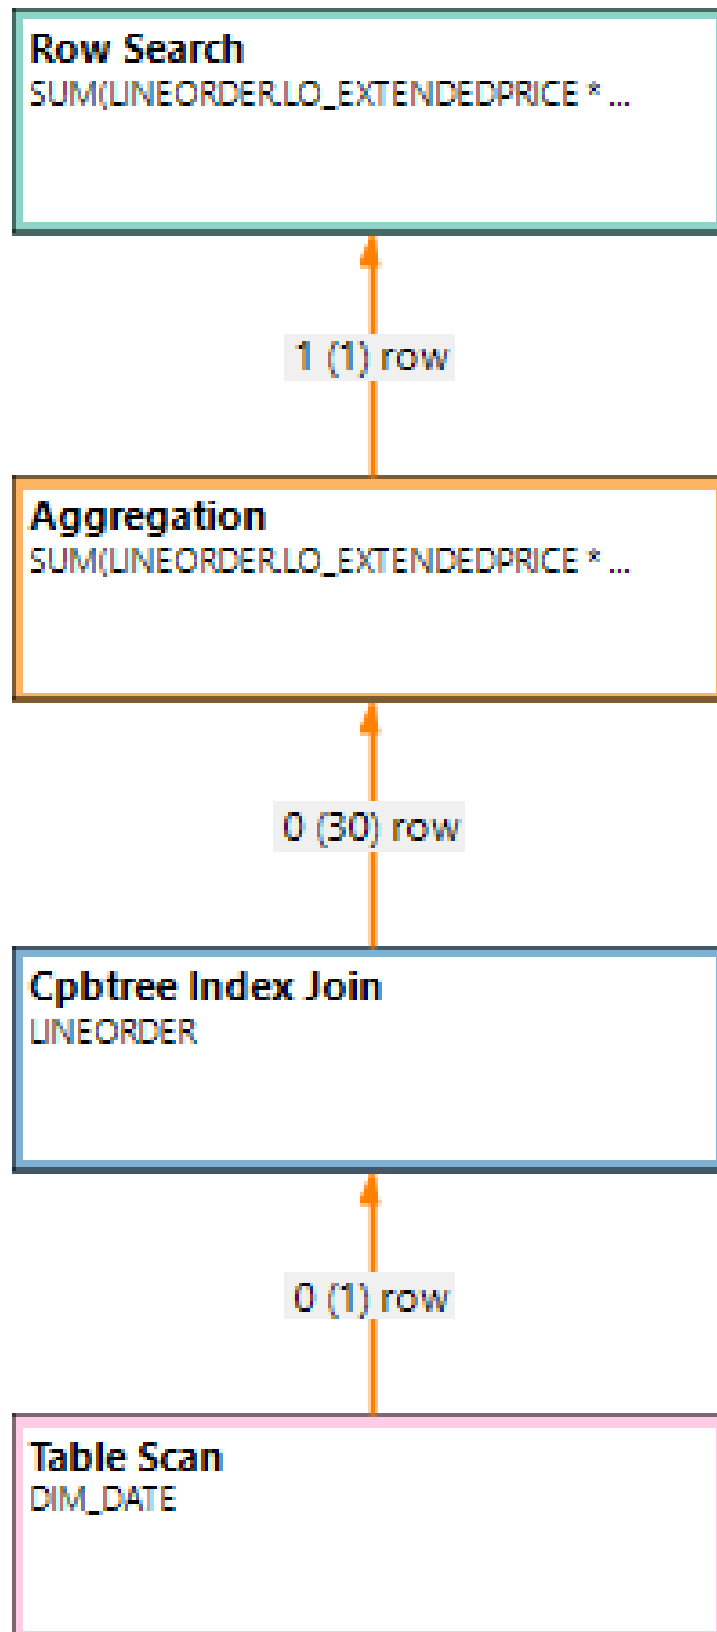 Row Search
SUM(LINEORDER.LO_EXTENDEDPRICE * ...
1 (1) row
Aggregation
SUM(LINEORDER.LO_EXTENDEDPRICE * ...
0 (30) row
Cpbtree Index Join
LINEORDER
0 (1) row
Table Scan
DIM_DATE